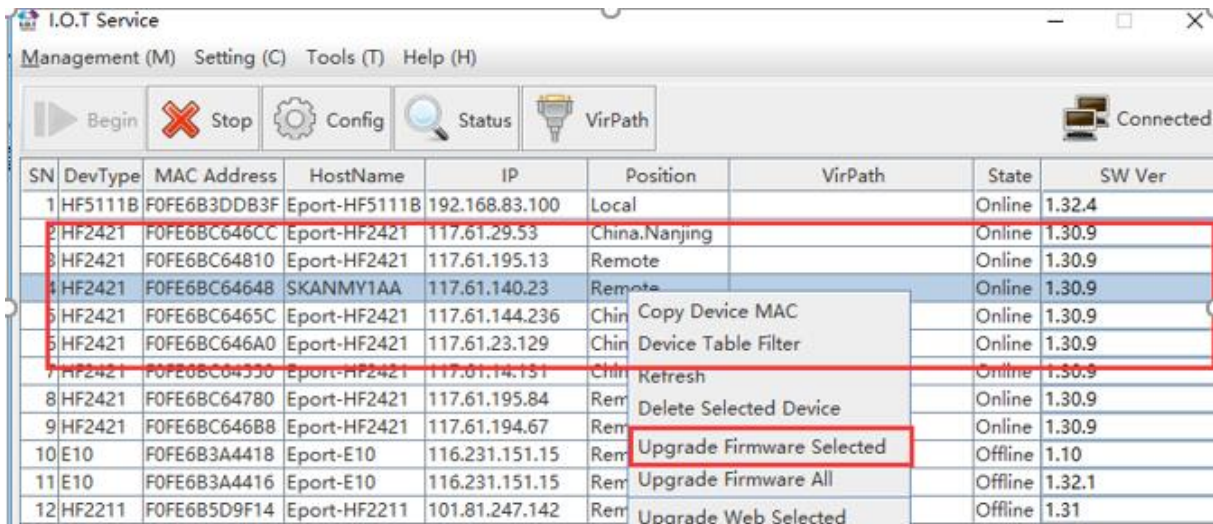 I.O.T Service
Management (M) Setting (C) Tools (T) Help (H)
Begin Stop Config Status VirPath Connected
SN DevType MAC Address HostName IP Position VirPath State SW Ver
1 HF5111B F0FE6B3DDB3F Eport-HF5111B 192.168.83.100 Local Online 1.32.4
2 HF2421 F0FE6BC646CC Eport-HF2421 117.61.29.53 China.Nanjing Online 1.30.9
3 HF2421 F0FE6BC64810 Eport-HF2421 117.61.195.13 Remote Online 1.30.9
4 HF2421 F0FE6BC64648 SKANMY1AA 117.61.140.23 Remote Online 1.30.9
5 HF2421 F0FE6BC6465C Eport-HF2421 117.61.144.236 Chin Copy Device MAC Online 1.30.9
6 HF2421 F0FE6BC646A0 Eport-HF2421 117.61.23.129 Chin Device Table Filter Online 1.30.9
7 HF2421 Eport-HF2421 117.61.14.151 Chin Refresh Online 1.30.9
8 HF2421 F0FE6BC64780 Eport-HF2421 117.61.195.84 Rem Delete Selected Device Online 1.30.9
9 HF2421 F0FE6BC646B8 Eport-HF2421 117.61.194.67 Rem Upgrade Firmware Selected Online 1.30.9
10 E10 F0FE6B3A4418 Eport-E10 116.231.151.15 Rem Offline 1.10
11 E10 F0FE6B3A4416 Eport-E10 116.231.151.15 Rem Upgrade Firmware All Offline 1.32.1
12 HF2211 F0FE6B5D9F14 Eport-HF2211 101.81.247.142 Rem Upgrade Web Selected Offline 1.31